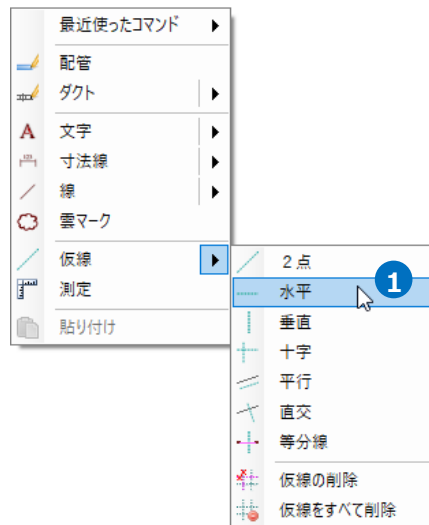 最近使ったコマンド
配管
ダクト
文字
寸法線
線
雲マーク
仮線
測定
貼り付け
2点
水平
1
垂直
十字
平行
直交
等分線
仮線の削除
仮線をすべて削除